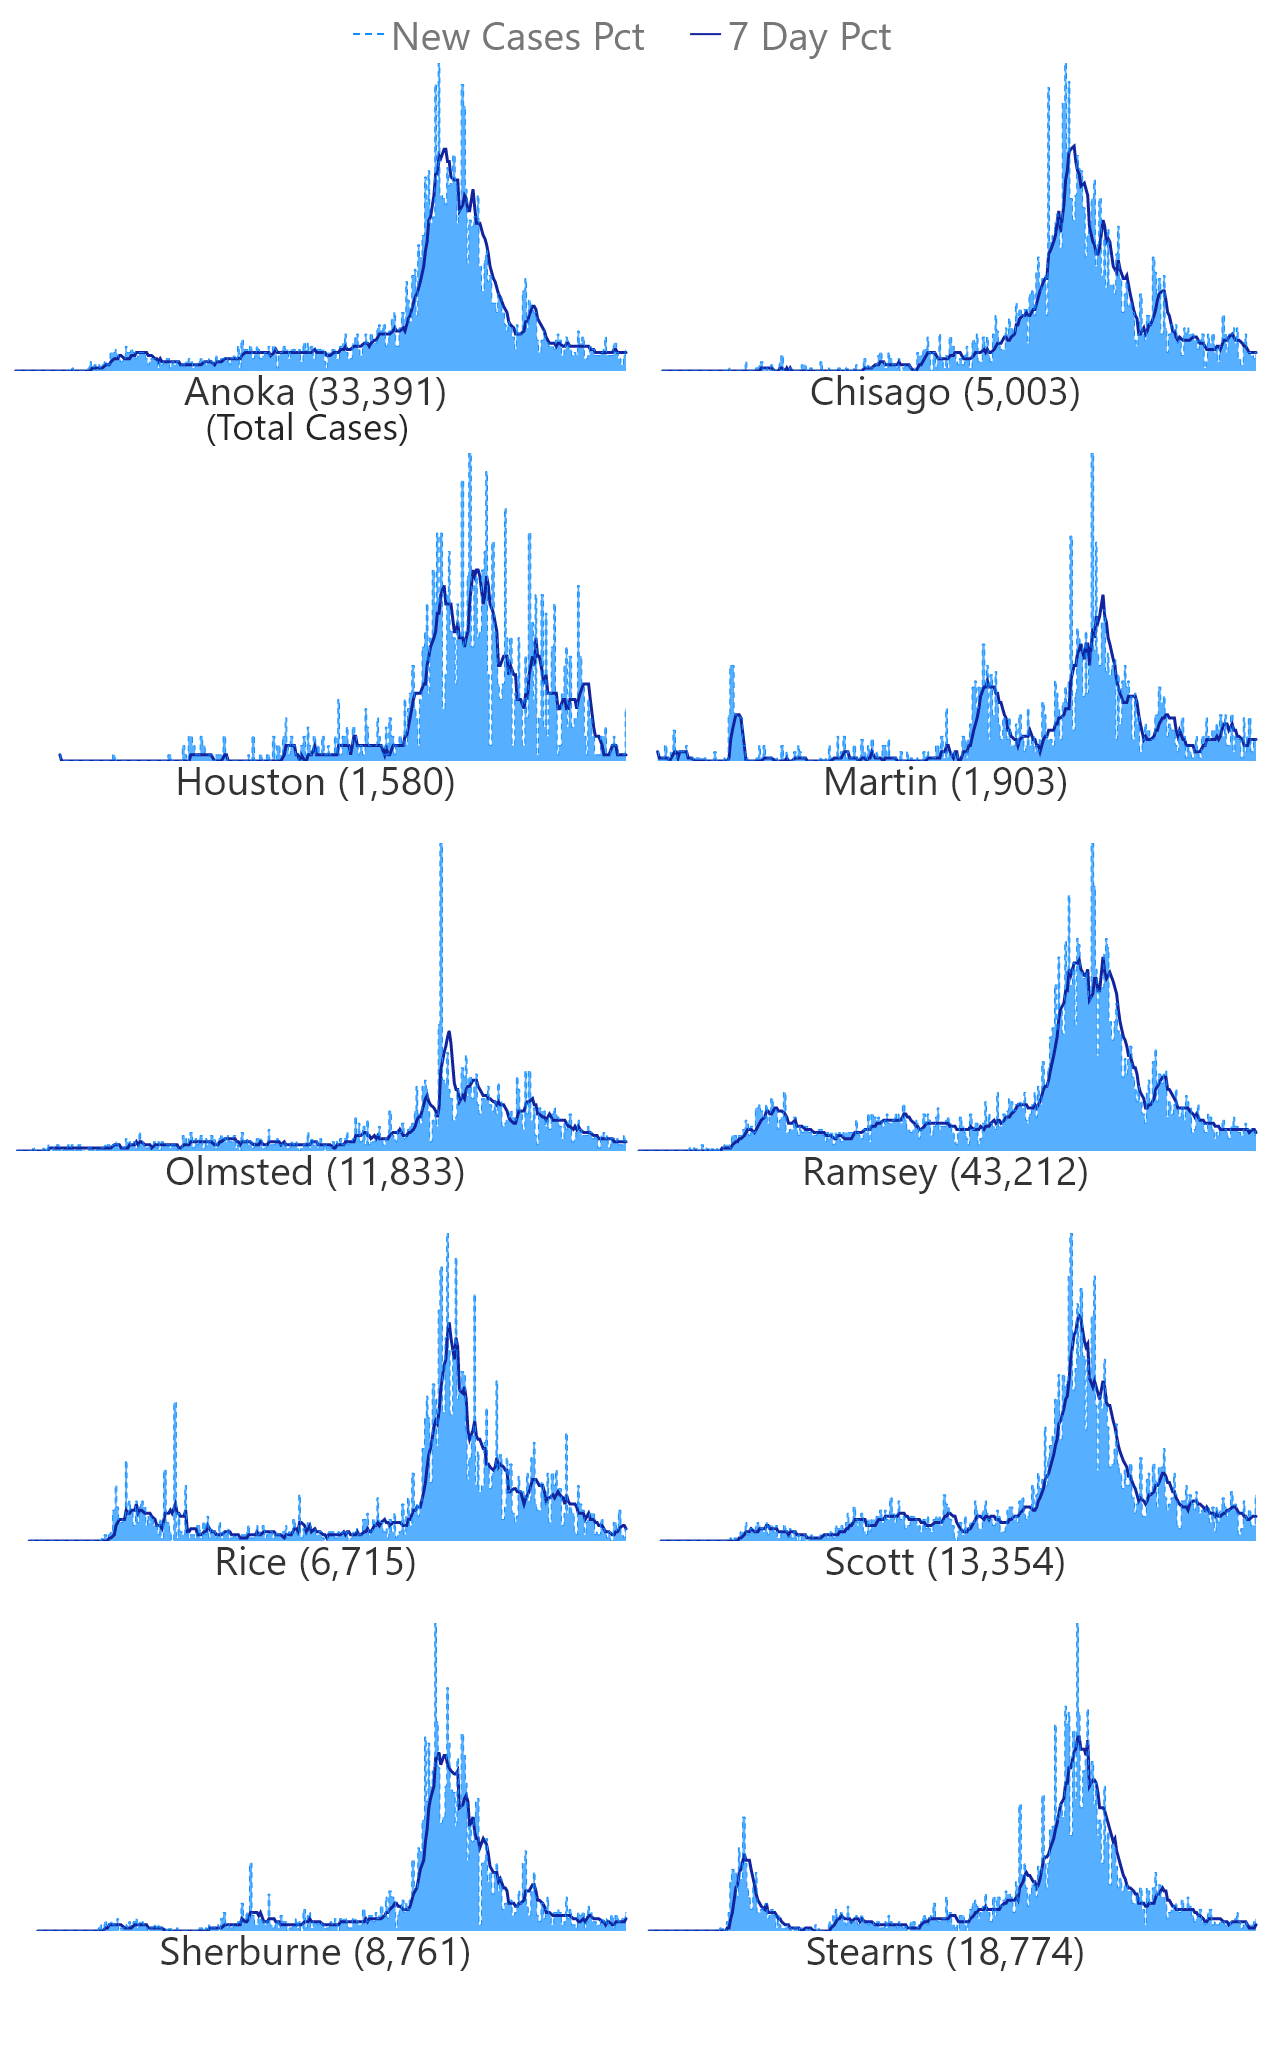 New Cases Pct 7 Day Pct
Anoka (33,391) Chisago (5,003)
(Total Cases)
Houston (1,580) Martin (1,903)
Olmsted (11,833) Ramsey (43,212)
Rice (6,715) Scott (13,354)
Sherburne (8,761) Stearns (18,774)